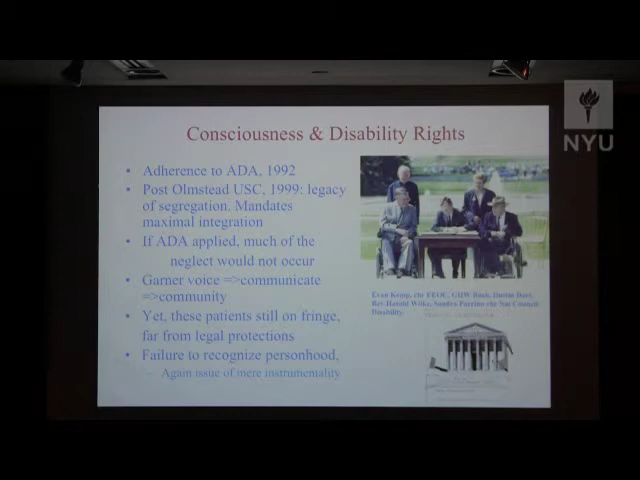 NYU
Consciousness & Disability Rights
• Adherence to ADA, 1992
• Post Olmstead USC, 1999: legacy
of segregation. Mandates
maximal integration
• If ADA applied, much of the
neglect would not occur
• Garner voice =>communicate
=>community
• Yet, these patients still on fringe,
far from legal protections
• Failure to recognize personhood,
– Again issue of mere instrumentality
Evan Kemp, chr EEOC, GHW Bush, Justin Dart,
Rev Harold Wilke, Sandra Parrino chr Nat Council
Disability